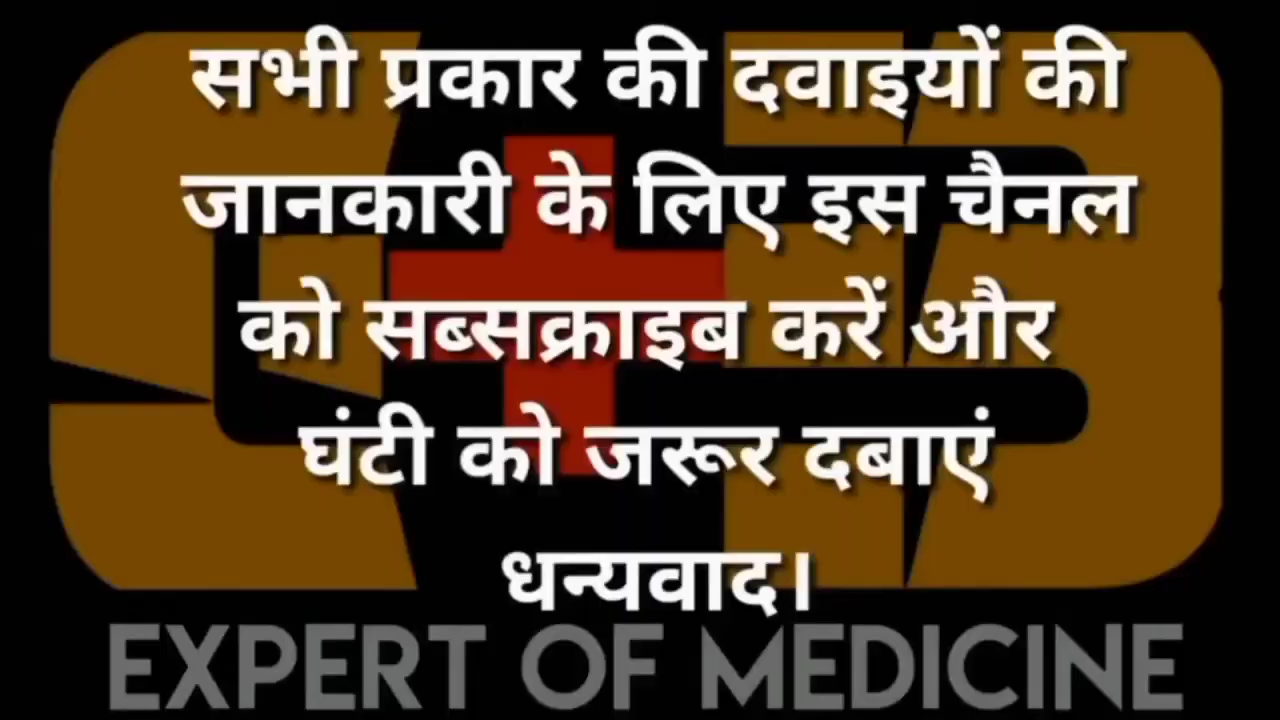 सभी प्रकार की दवाइयों की
जानकारी के लिए इस चैनल
को सब्सक्राइब करें और
घंटी को जरूर दबाएं
धन्यवाद।
EXPERT OF MEDICINE